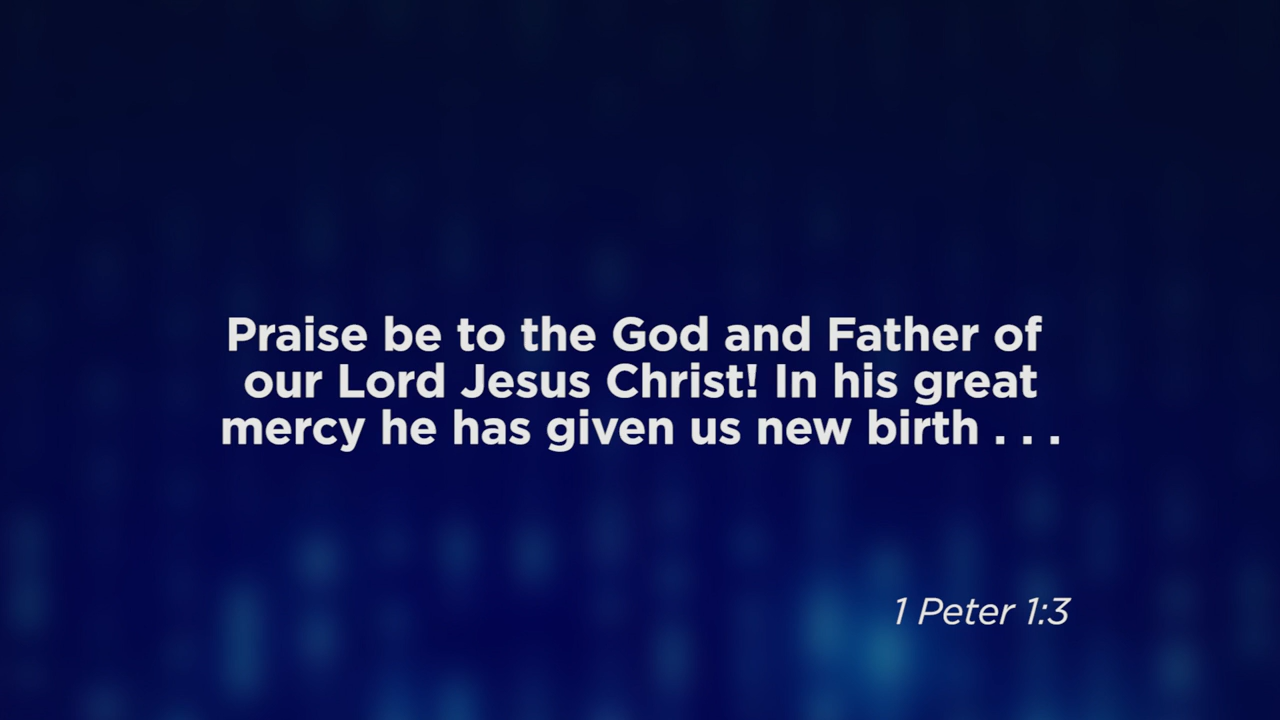 Praise be to the God and Father of
our Lord Jesus Christ! In his great
mercy he has given us new birth . . .
1 Peter 1:3